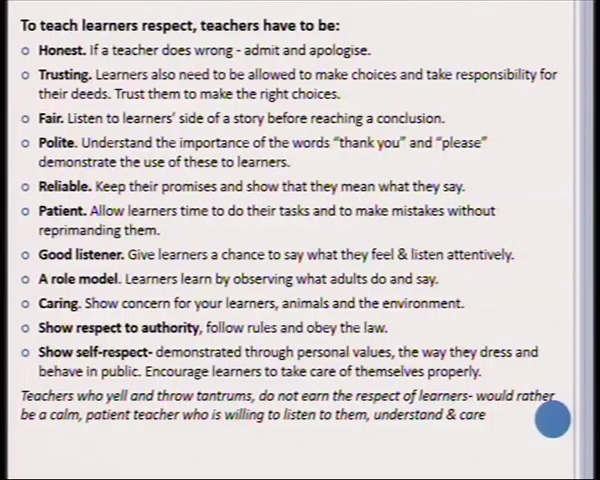 To teach learners respect, teachers have to be:
Honest. If a teacher does wrong - admit and apologise.
Trusting. Learners also need to be allowed to make choices and take responsibility for
their deeds. Trust them to make the right choices.
Fair. Listen to learners' side of a story before reaching a conclusion.
Polite. Understand the importance of the words “thank you” and “please”
demonstrate the use of these to learners.
Reliable. Keep their promises and show that they mean what they say.
Patient. Allow learners time to do their tasks and to make mistakes without
reprimanding them.
Good listener. Give learners a chance to say what they feel & listen attentively.
A role model. Learners learn by observing what adults do and say.
Caring. Show concern for your learners, animals and the environment.
Show respect to authority, follow rules and obey the law.
Show self-respect- demonstrated through personal values, the way they dress and
behave in public. Encourage learners to take care of themselves properly.
Teachers who yell and throw tantrums, do not earn the respect of learners- would rather
be a calm, patient teacher who is willing to listen to them, understand & care